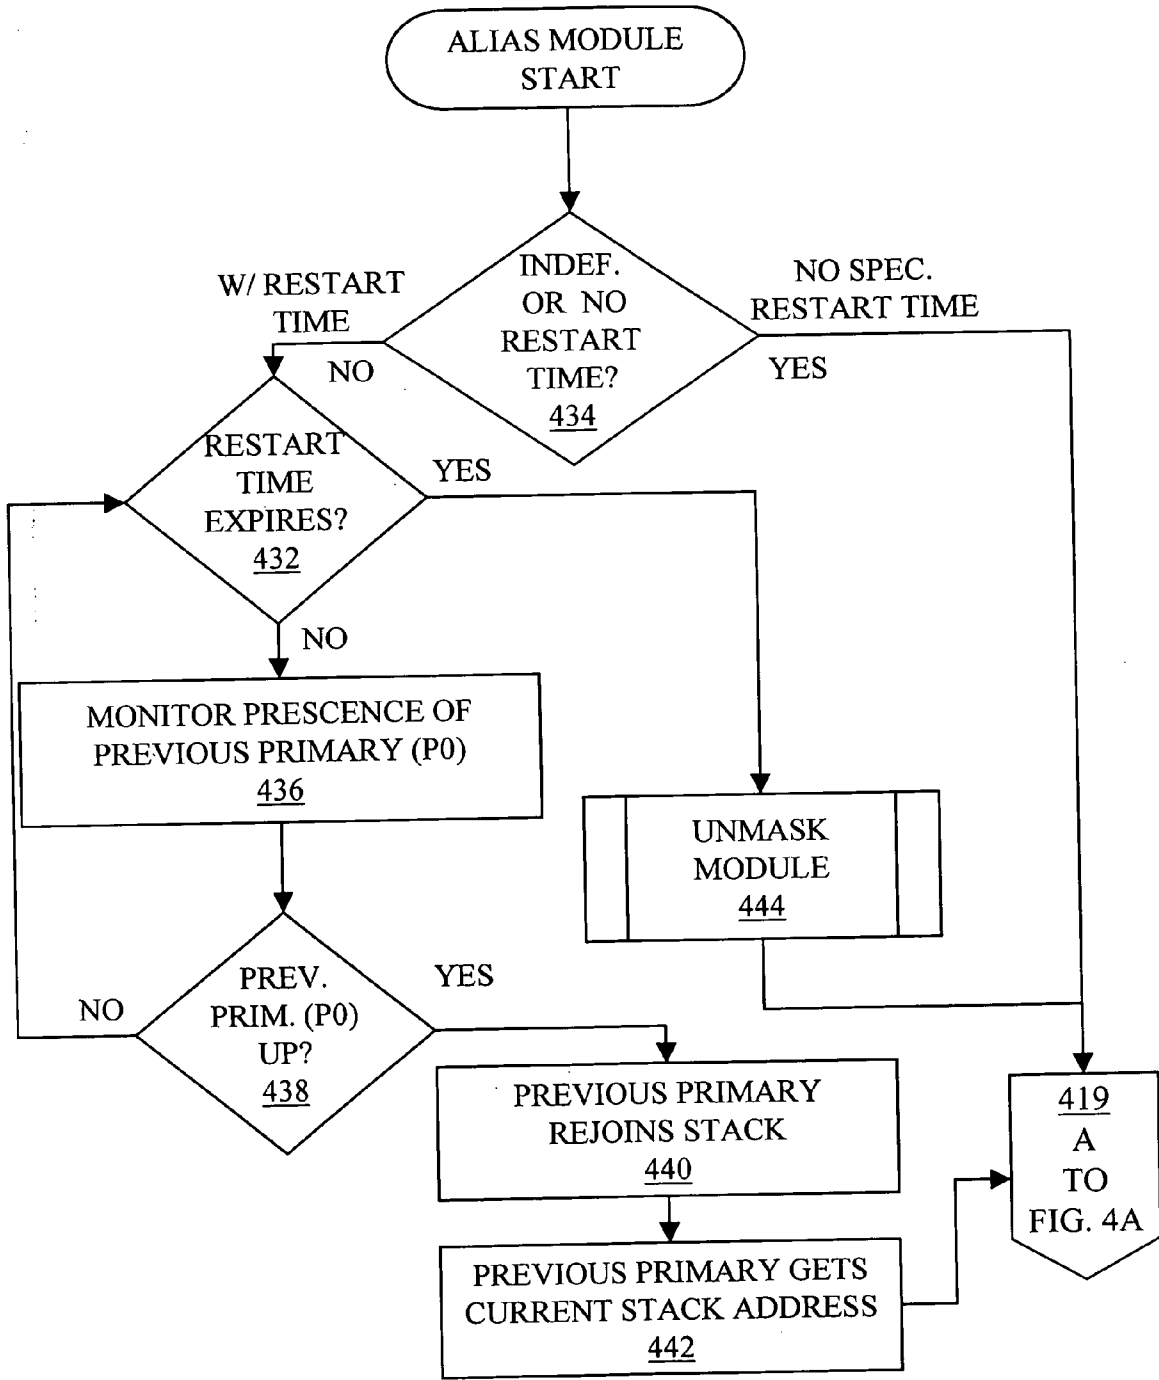 ALIAS MODULE
START
INDEF.
OR NO
RESTART
TIME?
434
W/ RESTART
TIME
NO
NO SPEC.
RESTART TIME
YES
RESTART
TIME
EXPIRES?
432
YES
NO
MONITOR PRESCENCE OF
PREVIOUS PRIMARY (P0)
436
UNMASK
MODULE
444
PREV.
PRIM. (P0)
UP?
438
NO
YES
PREVIOUS PRIMARY
REJOINS STACK
440
PREVIOUS PRIMARY GETS
CURRENT STACK ADDRESS
442
419
A
TO
FIG. 4A